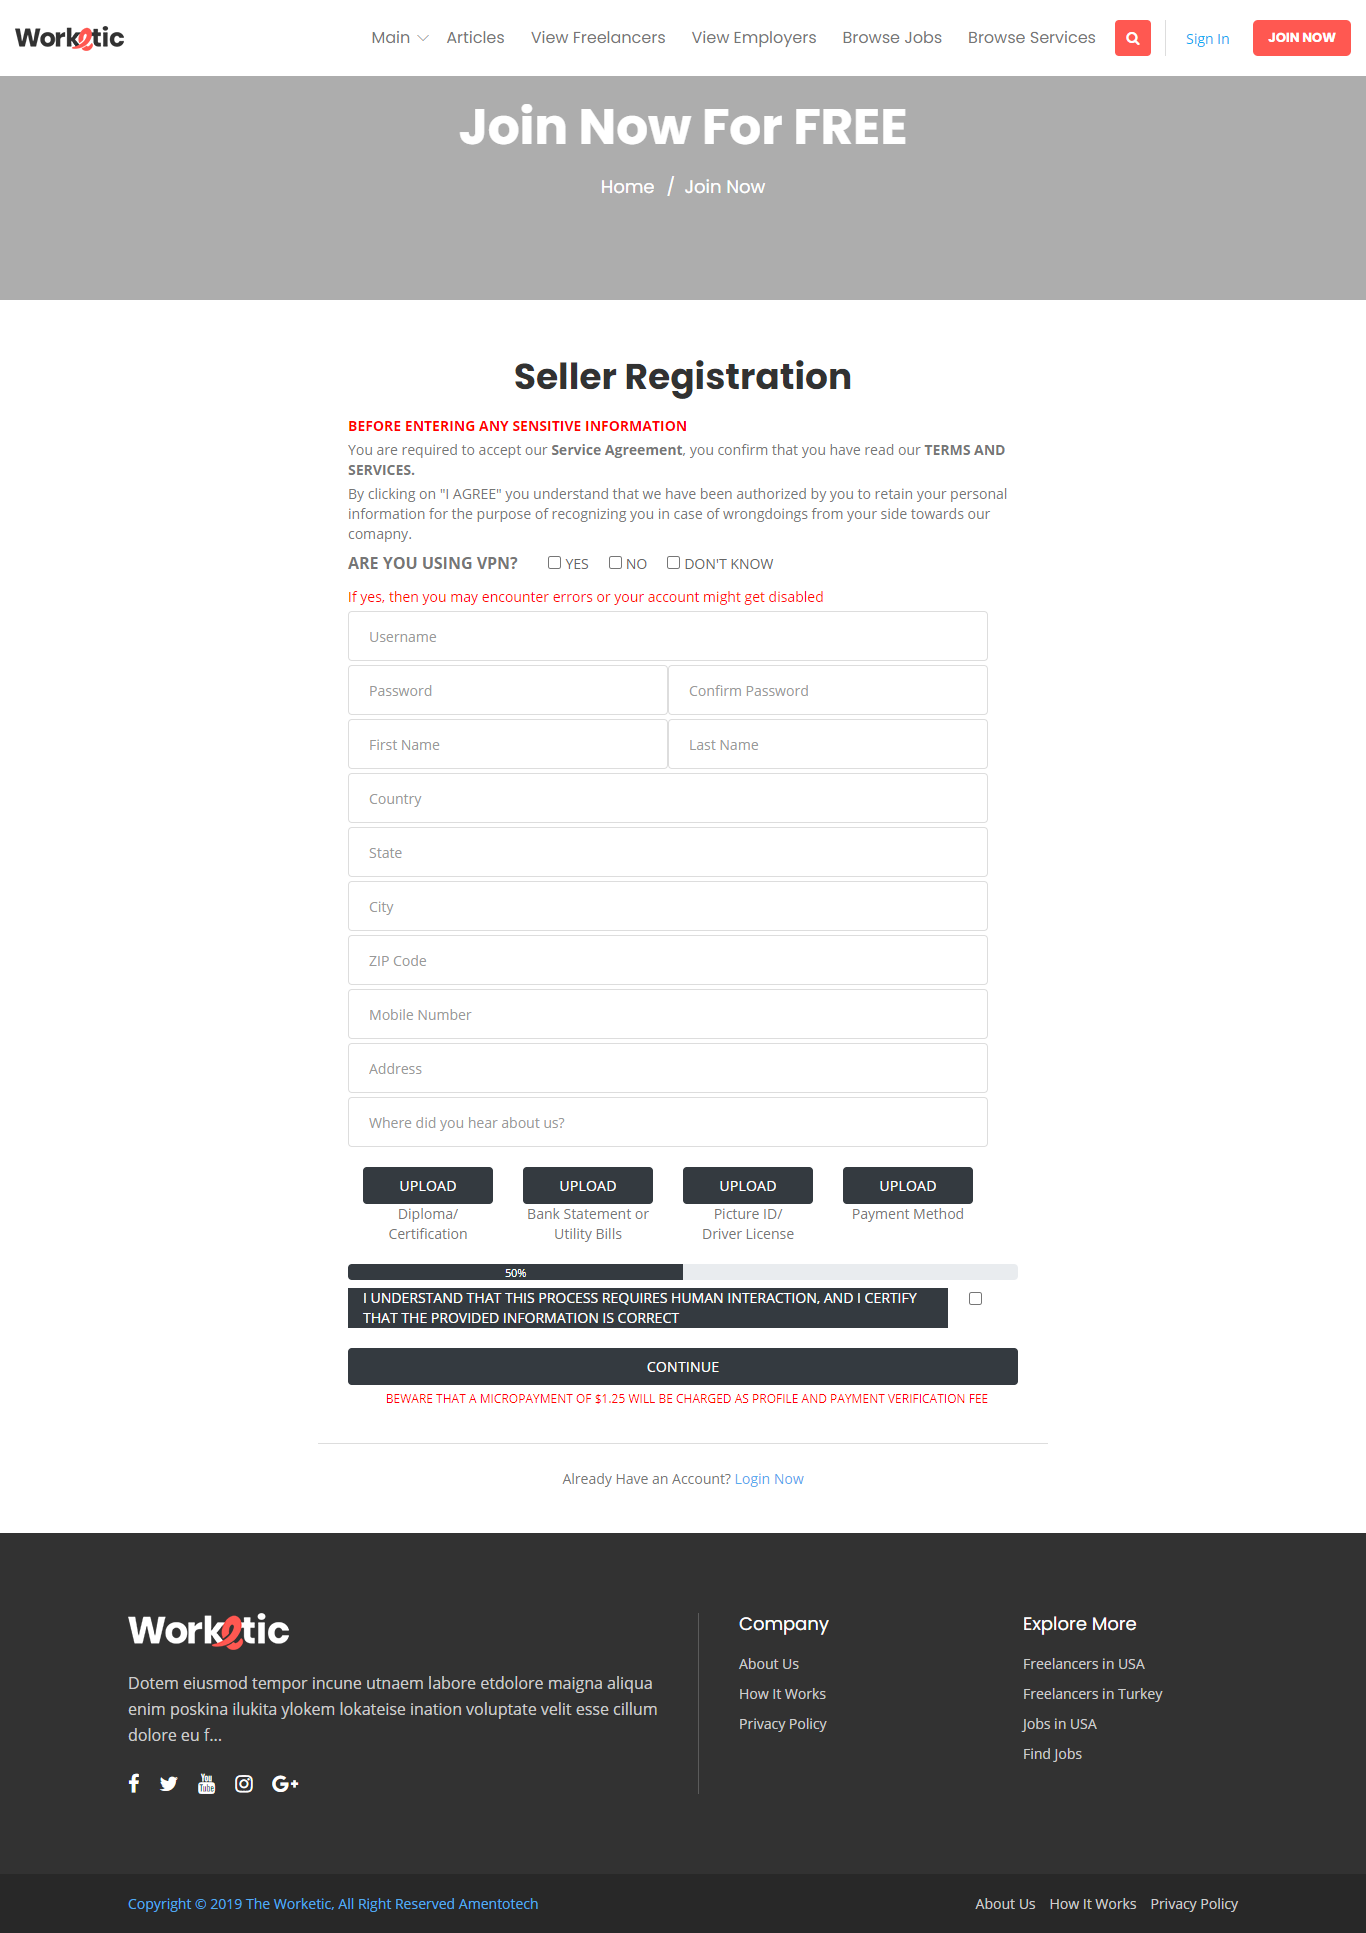 Worketic
Main Articles View Freelancers View Employers Browse Jobs Browse Services Sign In JOIN NOW
Join Now For FREE
Home / Join Now
Seller Registration
BEFORE ENTERING ANY SENSITIVE INFORMATION
You are required to accept our Service Agreement, you confirm that you have read our TERMS AND
SERVICES.
By clicking on "I AGREE" you understand that we have been authorized by you to retain your personal
information for the purpose of recognizing you in case of wrongdoings from your side towards our
comapny.
ARE YOU USING VPN? YES NO DON'T KNOW
If yes, then you may encounter errors or your account might get disabled
Username
Password Confirm Password
First Name Last Name
Country
State
City
ZIP Code
Mobile Number
Address
Where did you hear about us?
UPLOAD UPLOAD UPLOAD UPLOAD
Diploma/ Bank Statement or Picture ID/ Payment Method
Certification Utility Bills Driver License
50%
I UNDERSTAND THAT THIS PROCESS REQUIRES HUMAN INTERACTION, AND I CERTIFY
THAT THE PROVIDED INFORMATION IS CORRECT
CONTINUE
BEWARE THAT A MICROPAYMENT OF $1.25 WILL BE CHARGED AS PROFILE AND PAYMENT VERIFICATION FEE
Already Have an Account? Login Now
Worketic
Dotem eiusmod tempor incune utnaem labore etdolore maigna aliqua
enim poskina ilukita ylokem lokateise ination voluptate velit esse cillum
dolore eu f...
You Tube G+
Company
About Us
How It Works
Privacy Policy
Explore More
Freelancers in USA
Freelancers in Turkey
Jobs in USA
Find Jobs
Copyright © 2019 The Worketic, All Right Reserved Amentotech
About Us How It Works Privacy Policy